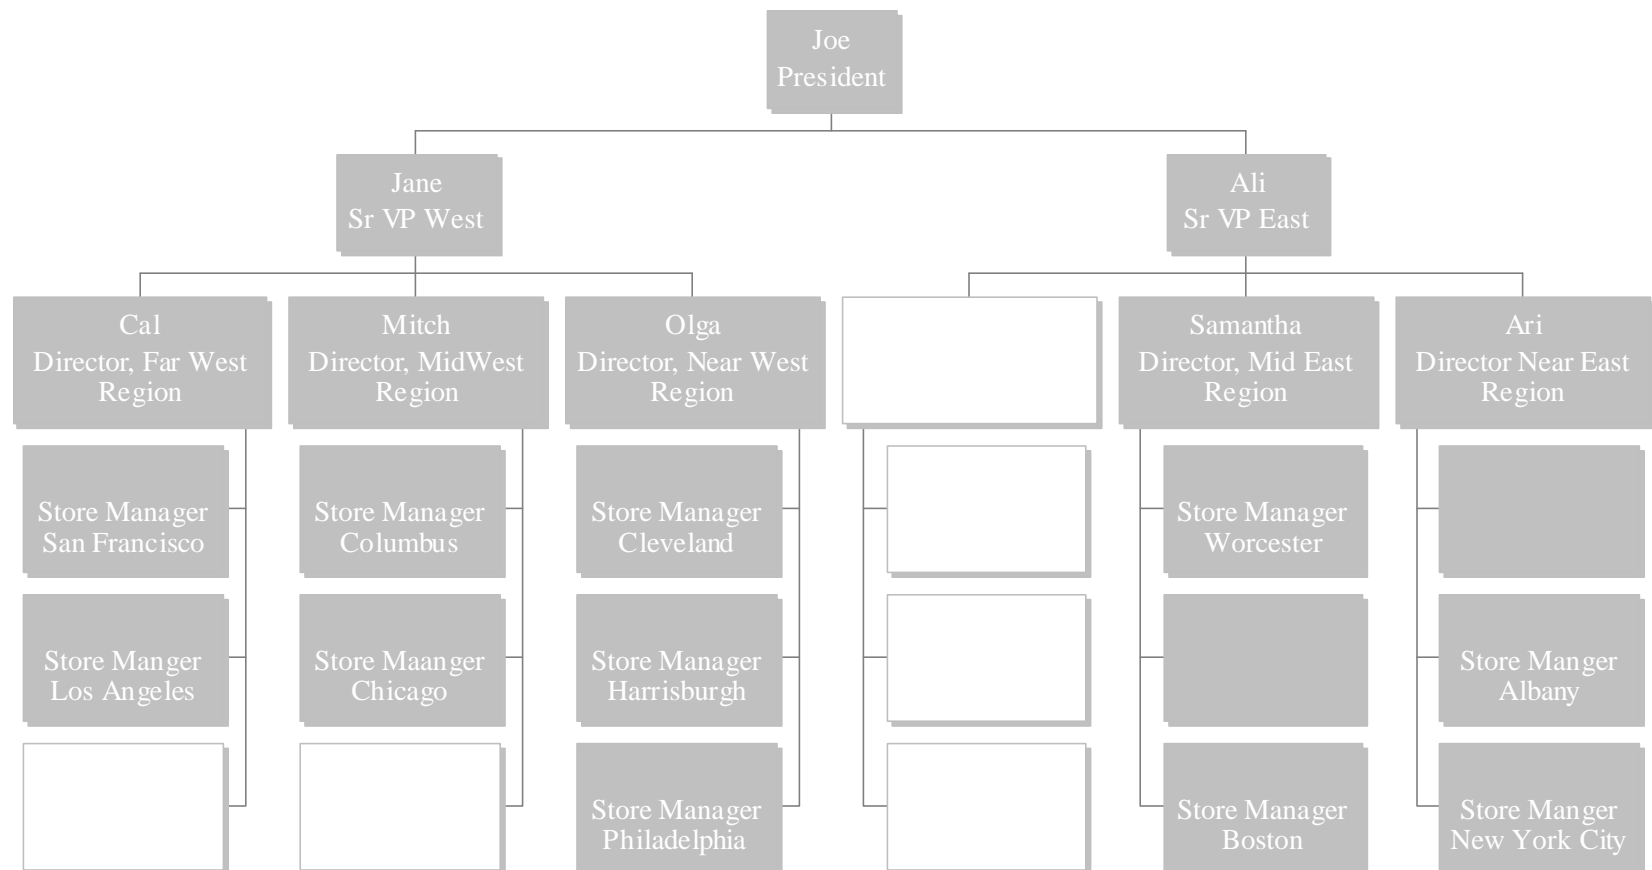 Joe
President
Jane
Sr VP West
Ali
Sr VP East
Cal
Director, Far West
Region
Mitch
Director, MidWest
Region
Olga
Director, Near West
Region
Samantha
Director, Mid East
Region
Ari
Director Near East
Region
Store Manager
San Francisco
Store Manager
Columbus
Store Manager
Cleveland
Store Manager
Worcester
Store Manger
Los Angeles
Store Maanger
Chicago
Store Manager
Harrisburgh
Store Manger
Albany
Store Manager
Philadelphia
Store Manager
Boston
Store Manger
New York City